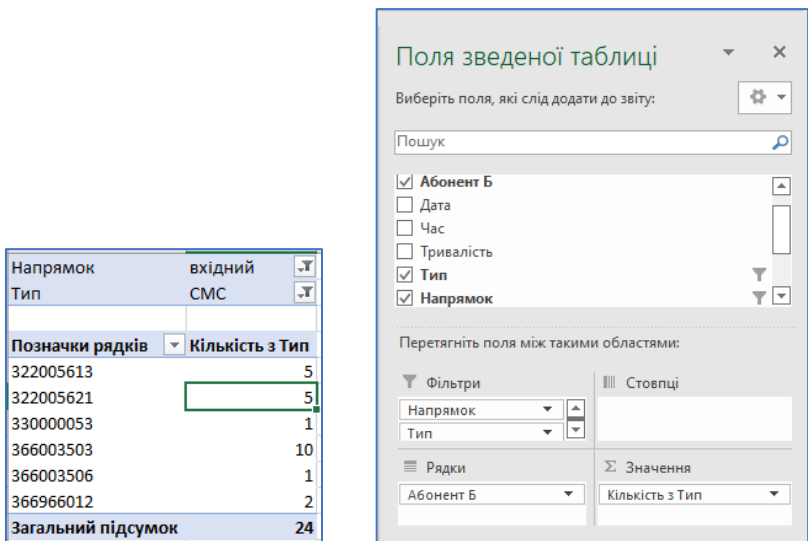 Напрямок вхідний
Тип СМС
Позначки рядків Кількість з Тип
322005613 5
322005621 5
330000053 1
366003503 10
366003506 1
366966012 2
Загальний підсумок 24
Поля зведеної таблиці
Виберіть поля, які слід додати до звіту:
Пошук
Абонент Б
Дата
Час
Тривалість
Тип
Напрямок
Перетягніть поля між такими областями:
Фільтри
Напрямок
Тип
Стовпці
Рядки
Абонент Б
Σ Значення
Кількість з Тип